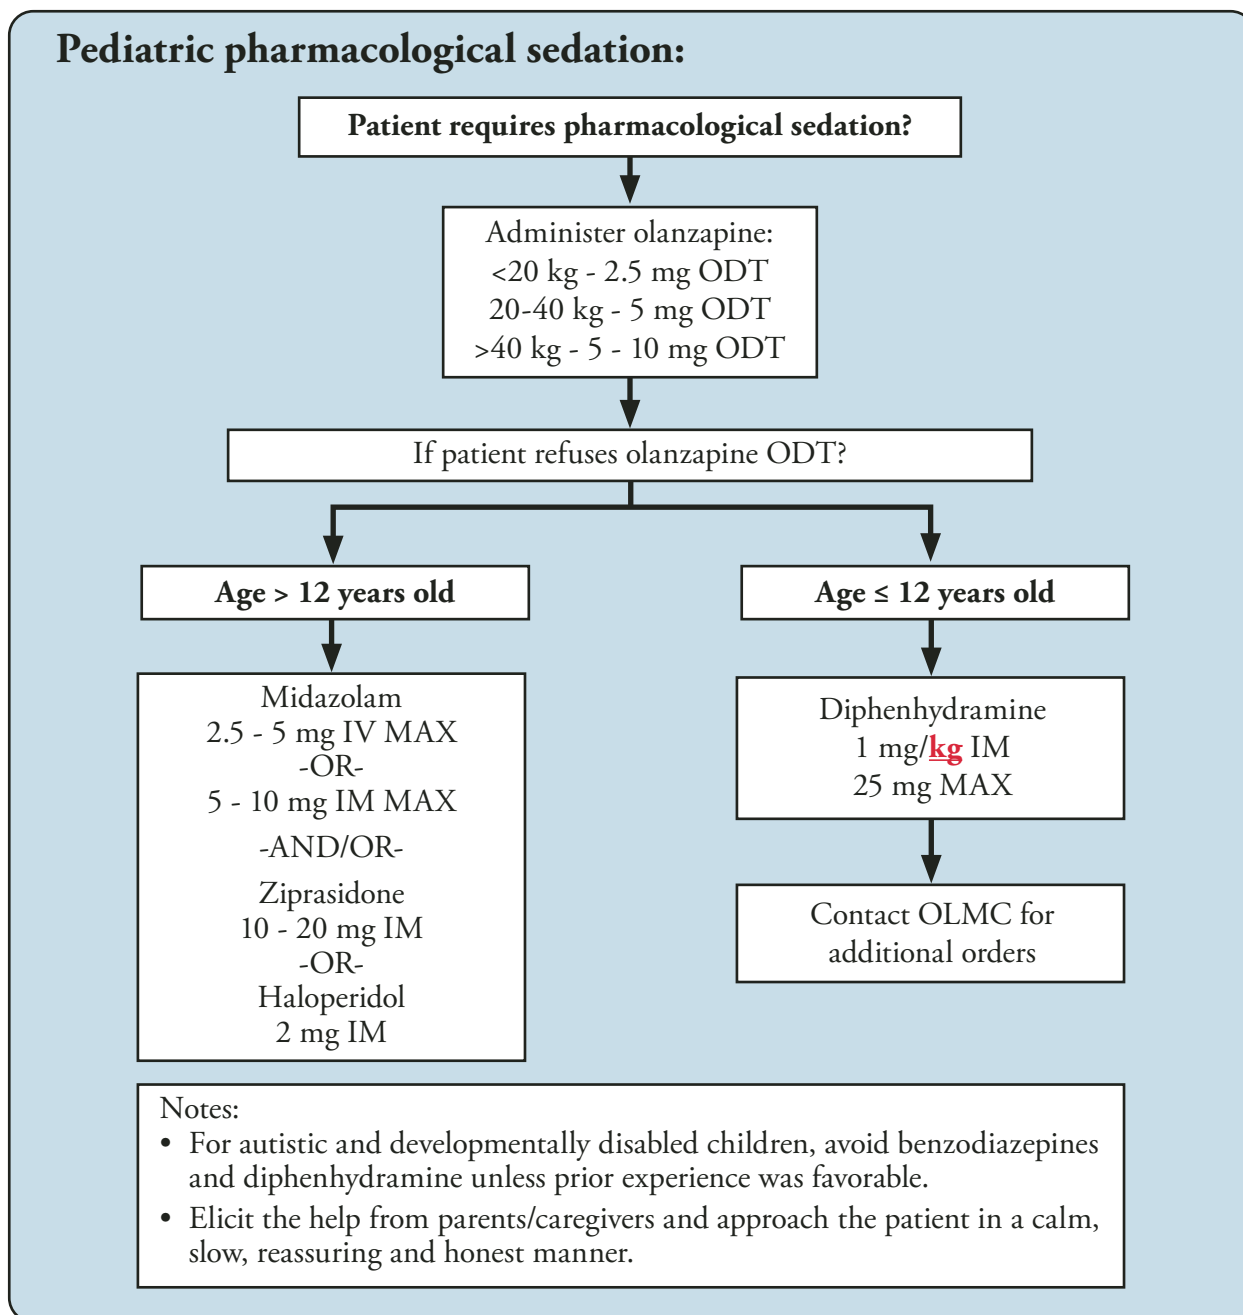 Pediatric pharmacological sedation:
Patient requires pharmacological sedation?
Administer olanzapine:
<20 kg - 2.5 mg ODT
20-40 kg - 5 mg ODT
>40 kg - 5 - 10 mg ODT
If patient refuses olanzapine ODT?
Age > 12 years old
Midazolam
2.5 - 5 mg IV MAX
-OR-
5 - 10 mg IM MAX
-AND/OR-
Ziprasidone
10 - 20 mg IM
-OR-
Haloperidol
2 mg IM
Age ≤ 12 years old
Diphenhydramine
1 mg/kg IM
25 mg MAX
Contact OLMC for
additional orders
Notes:
• For autistic and developmentally disabled children, avoid benzodiazepines
and diphenhydramine unless prior experience was favorable.
• Elicit the help from parents/caregivers and approach the patient in a calm,
slow, reassuring and honest manner.